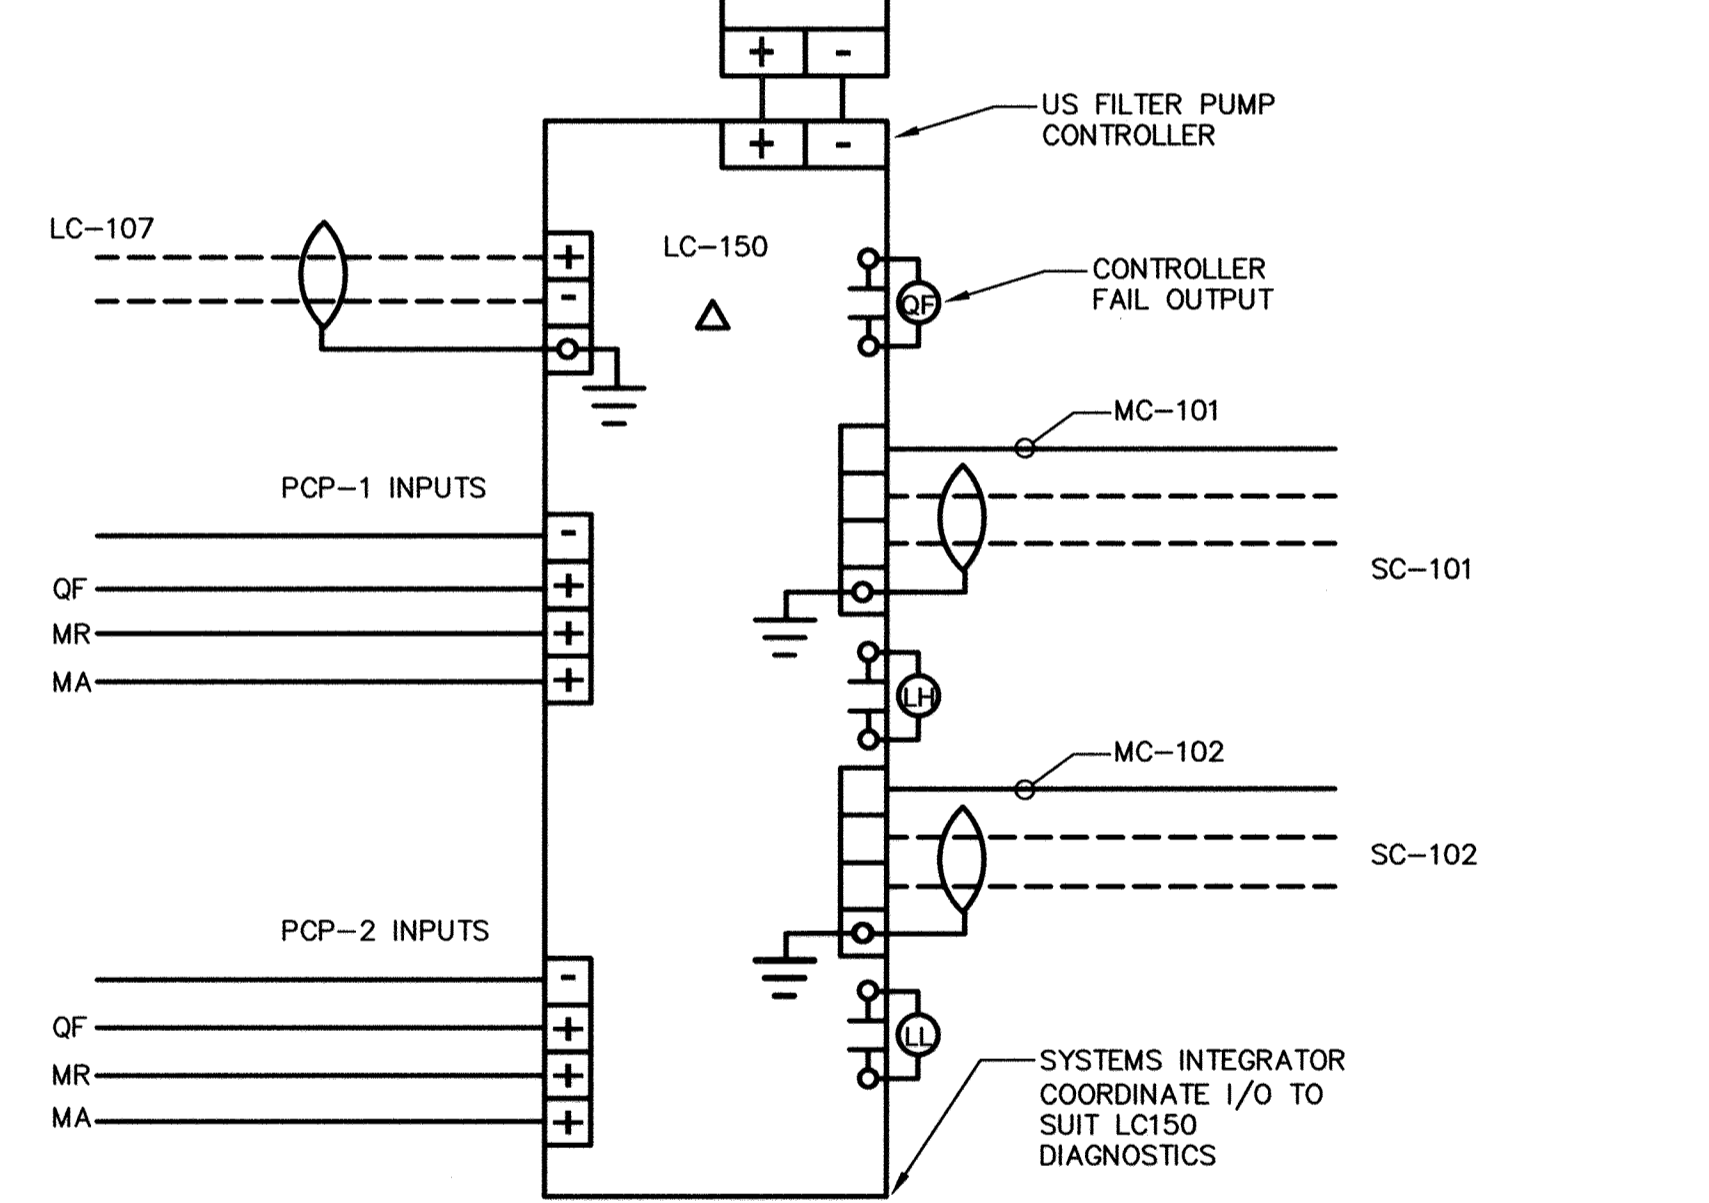 + -
+ -
US FILTER PUMP
CONTROLLER
LC-107
LC-150
+
-
CONTROLLER
FAIL OUTPUT
QF
MC-101
PCP-1 INPUTS
-
QF +
MR +
MA +
SC-101
LH
MC-102
SC-102
PCP-2 INPUTS
-
QF +
MR +
MA +
LL
SYSTEMS INTEGRATOR
COORDINATE I/O TO
SUIT LC150
DIAGNOSTICS